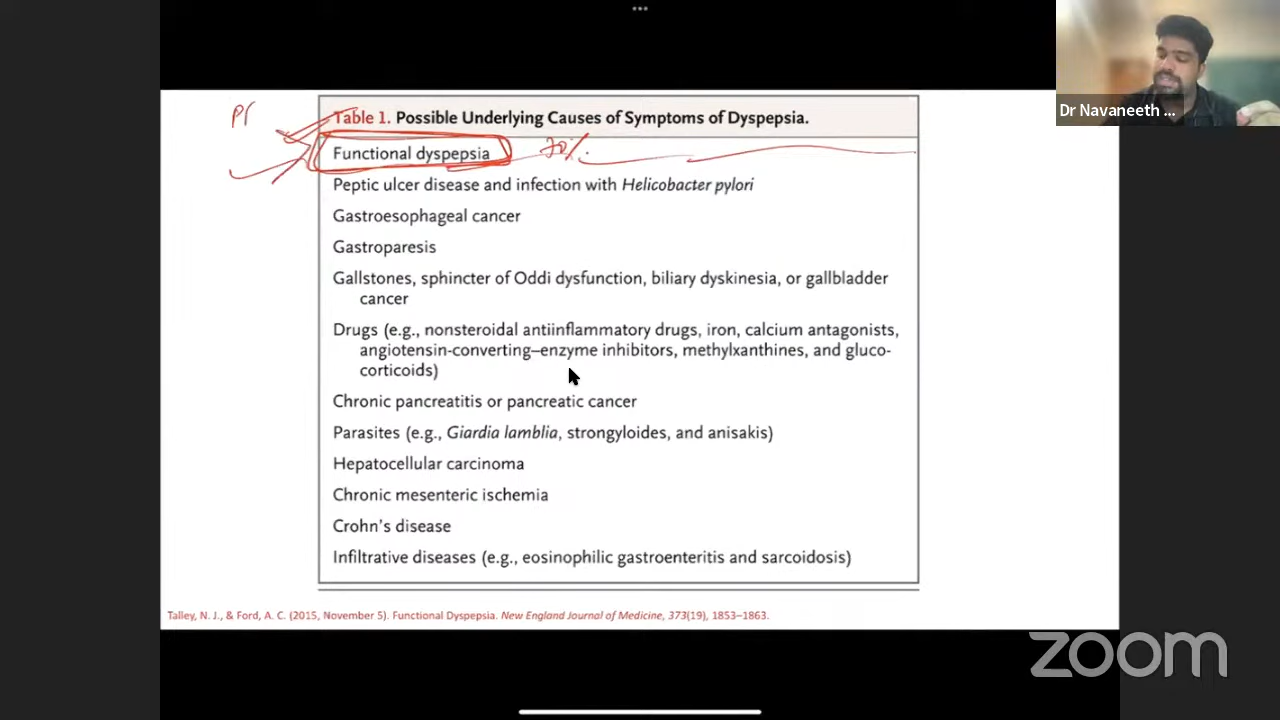 Dr Navaneeth ...
Table 1. Possible Underlying Causes of Symptoms of Dyspepsia.
Functional dyspepsia 70%.
Peptic ulcer disease and infection with Helicobacter pylori
Gastroesophageal cancer
Gastroparesis
Gallstones, sphincter of Oddi dysfunction, biliary dyskinesia, or gallbladder
cancer
Drugs (e.g., nonsteroidal antiinflammatory drugs, iron, calcium antagonists,
angiotensin-converting–enzyme inhibitors, methylxanthines, and gluco-
corticoids)
Chronic pancreatitis or pancreatic cancer
Parasites (e.g., Giardia lamblia, strongyloides, and anisakis)
Hepatocellular carcinoma
Chronic mesenteric ischemia
Crohn's disease
Infiltrative diseases (e.g., eosinophilic gastroenteritis and sarcoidosis)
Talley, N. J., & Ford, A. C. (2015, November 5). Functional Dyspepsia. New England Journal of Medicine, 373(19), 1853–1863.
zoom